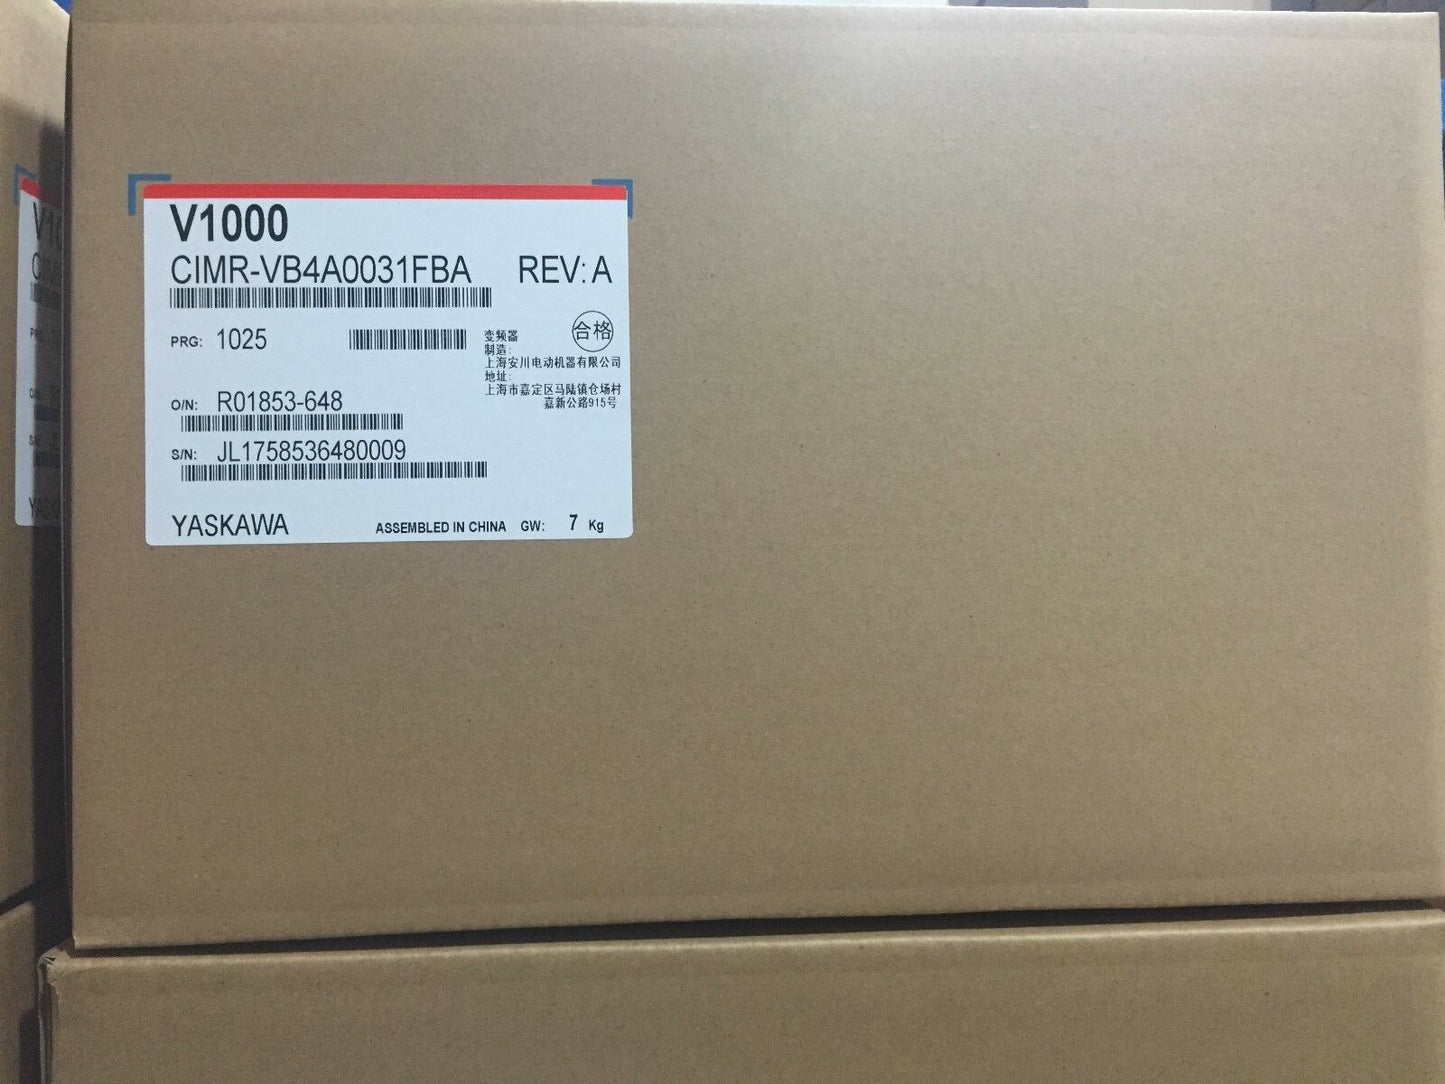 V1000
CIMR-VB4A0031FBA REV: A
PRG: 1025
变频器
合格
制造:
上海安川电动机器有限公司
地址:
上海市嘉定区马陆镇仓场村
嘉新公路915号
O/N: R01853-648
S/N: JL1758536480009
YASKAWA ASSEMBLED IN CHINA GW: 7 Kg
V10